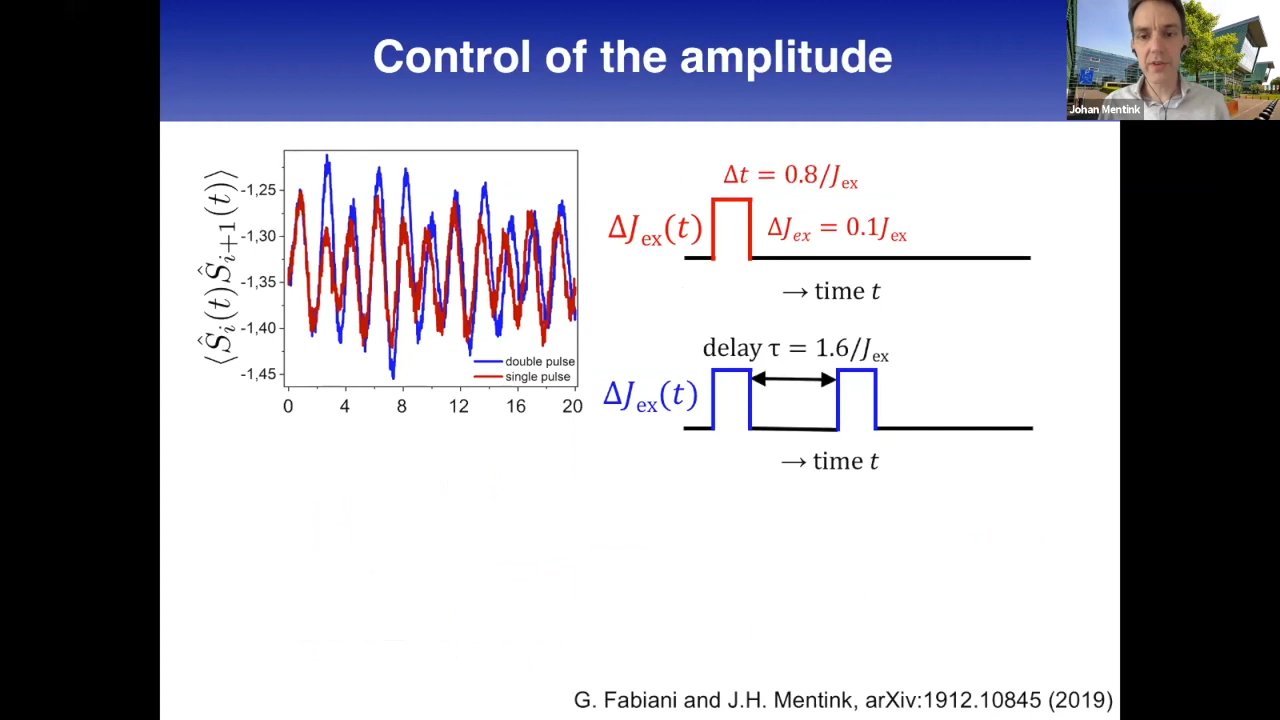 Control of the amplitude
Johan Mentink
⟨Ŝᵢ(t)Ŝᵢ₊₁(t)⟩
-1,25
-1,30
-1,35
-1,40
-1,45
double pulse
single pulse
0 4 8 12 16 20
Δt = 0.8/J_ex
ΔJ_ex(t)
ΔJ_ex = 0.1J_ex
→ time t
delay τ = 1.6/J_ex
ΔJ_ex(t)
→ time t
G. Fabiani and J.H. Mentink, arXiv:1912.10845 (2019)